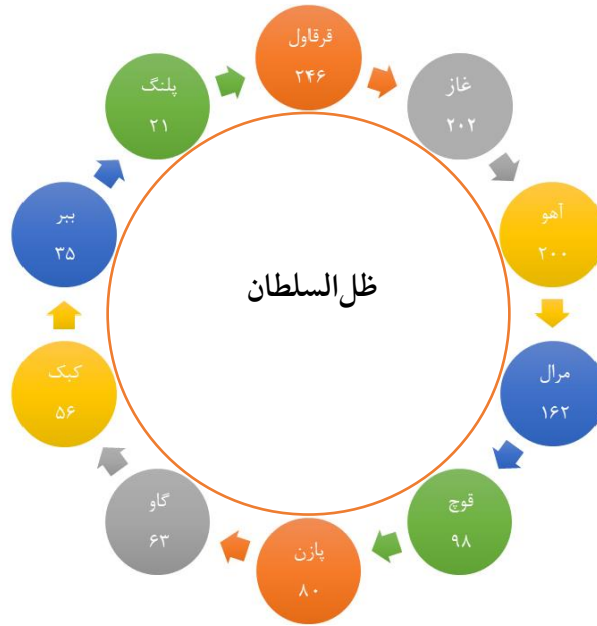 قرقاول
۲۴۶
غاز
۲۰۲
آهو
۲۰۰
مرال
۱۶۲
قوچ
۹۸
پازن
۸۰
گاو
۶۳
کبک
۵۶
ببر
۳۵
پلنگ
۲۱
ظل‌السلطان